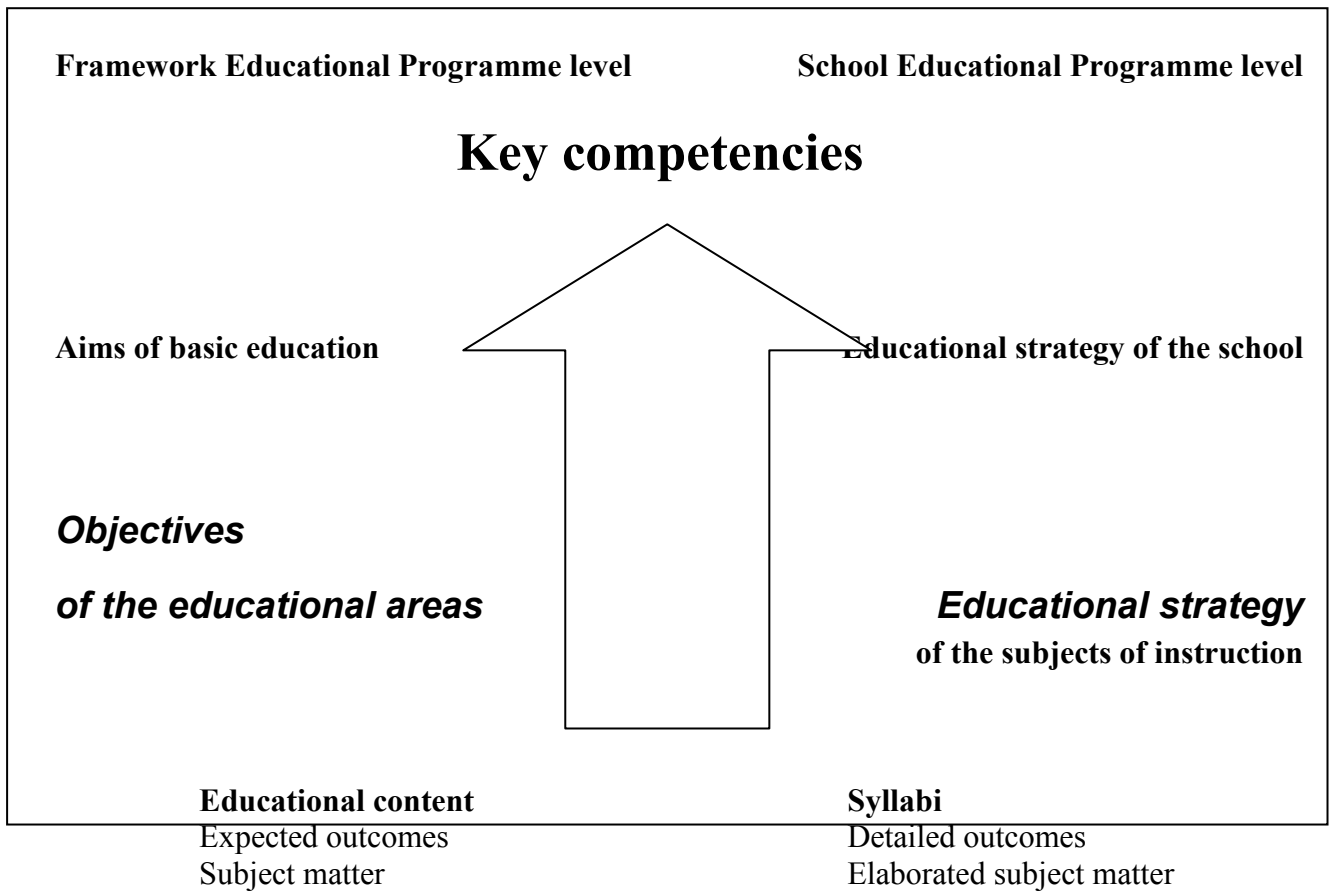 Framework Educational Programme level
School Educational Programme level
Key competencies
Aims of basic education
Educational strategy of the school
Objectives
of the educational areas
Educational strategy
of the subjects of instruction
Educational content
Expected outcomes
Subject matter
Syllabi
Detailed outcomes
Elaborated subject matter